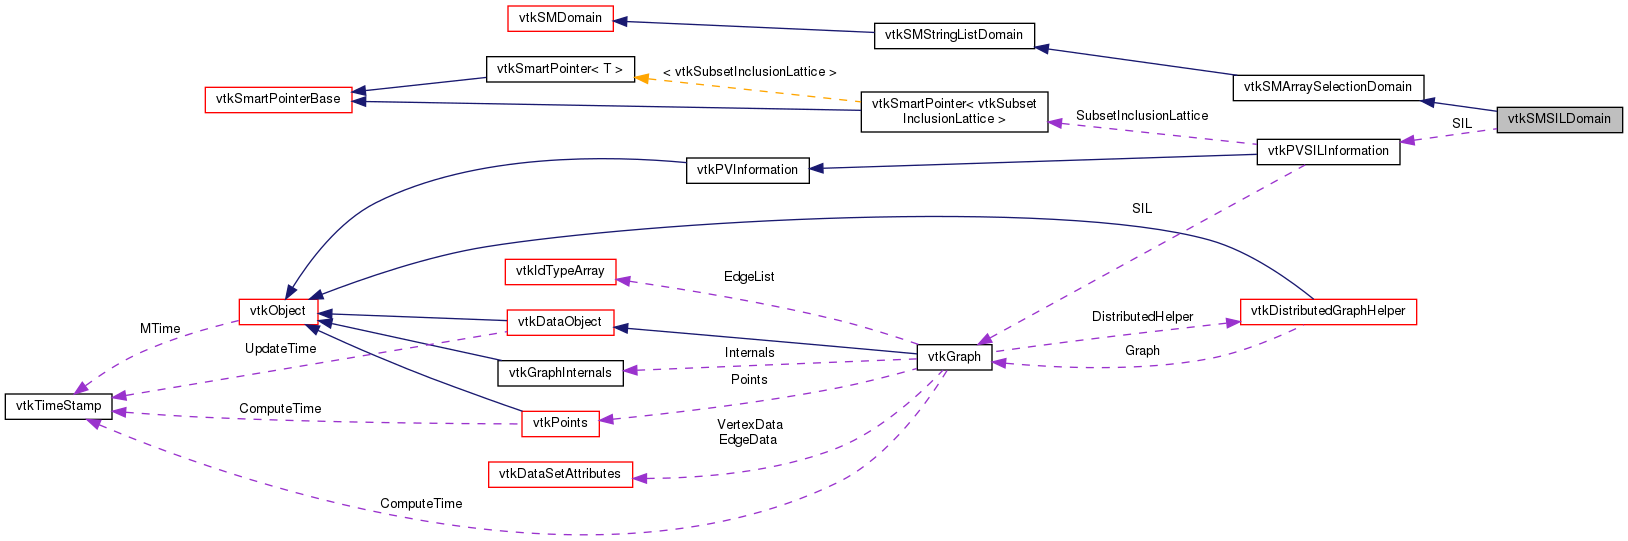 vtkSMDomain
vtkSMStringListDomain
vtkSmartPointer< T >
< vtkSubsetInclusionLattice >
vtkSMArraySelectionDomain
vtkSmartPointerBase
vtkSmartPointer< vtkSubset
InclusionLattice >
SubsetInclusionLattice
SIL
vtkSMSILDomain
vtkPVSILInformation
vtkPVInformation
SIL
vtkIdTypeArray
EdgeList
vtkObject
vtkDataObject
DistributedHelper
vtkDistributedGraphHelper
MTime
UpdateTime
Internals
vtkGraph
Graph
vtkGraphInternals
Points
vtkTimeStamp
ComputeTime
vtkPoints
VertexData
EdgeData
vtkDataSetAttributes
ComputeTime